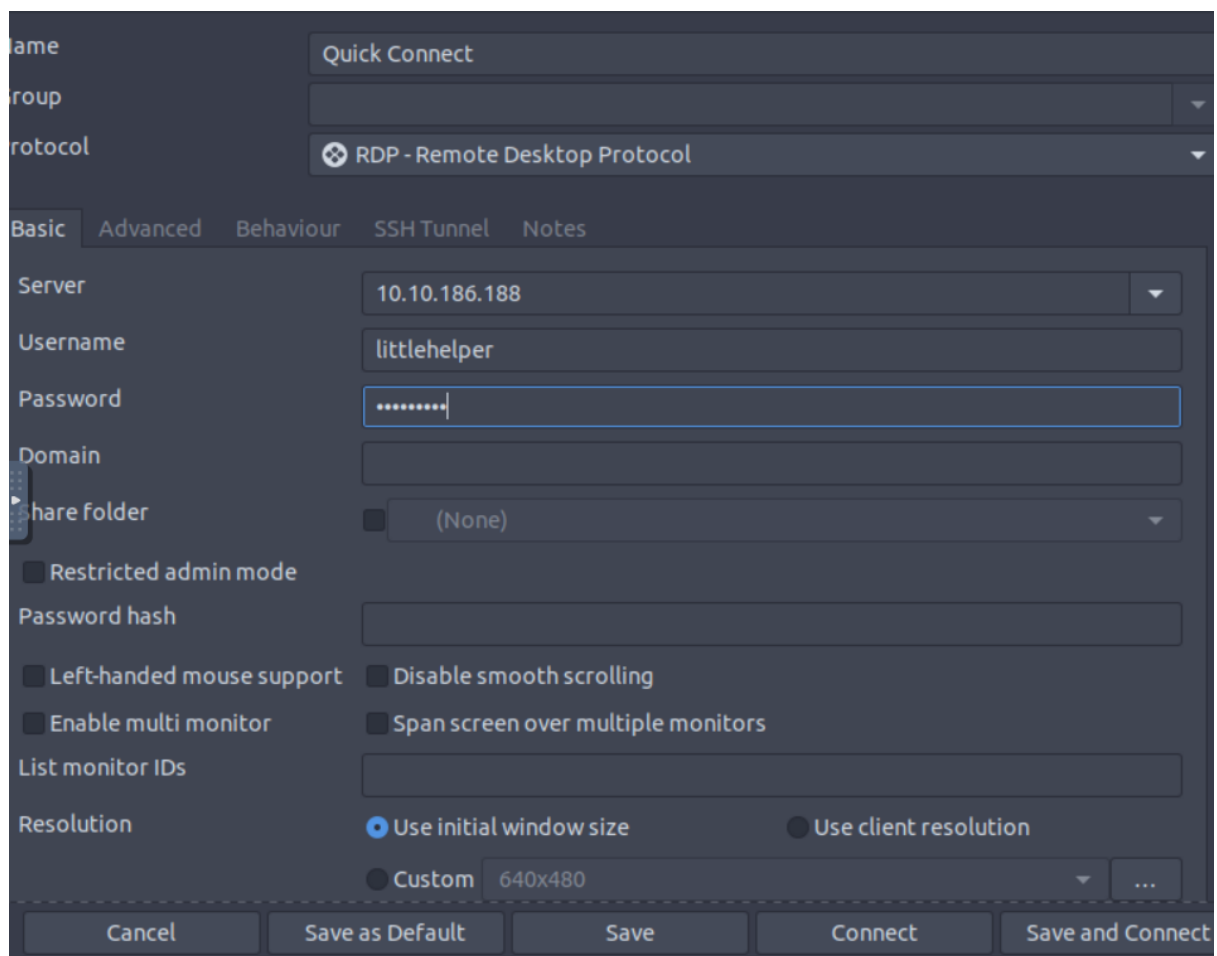 ame Quick Connect
roup
rotocol RDP - Remote Desktop Protocol
Basic Advanced Behaviour SSH Tunnel Notes
Server 10.10.186.188
Username littlehelper
Password •••••••••
Domain
Share folder (None)
Restricted admin mode
Password hash
Left-handed mouse support Disable smooth scrolling
Enable multi monitor Span screen over multiple monitors
List monitor IDs
Resolution Use initial window size Use client resolution
Custom 640x480 ...
Cancel Save as Default Save Connect Save and Connect